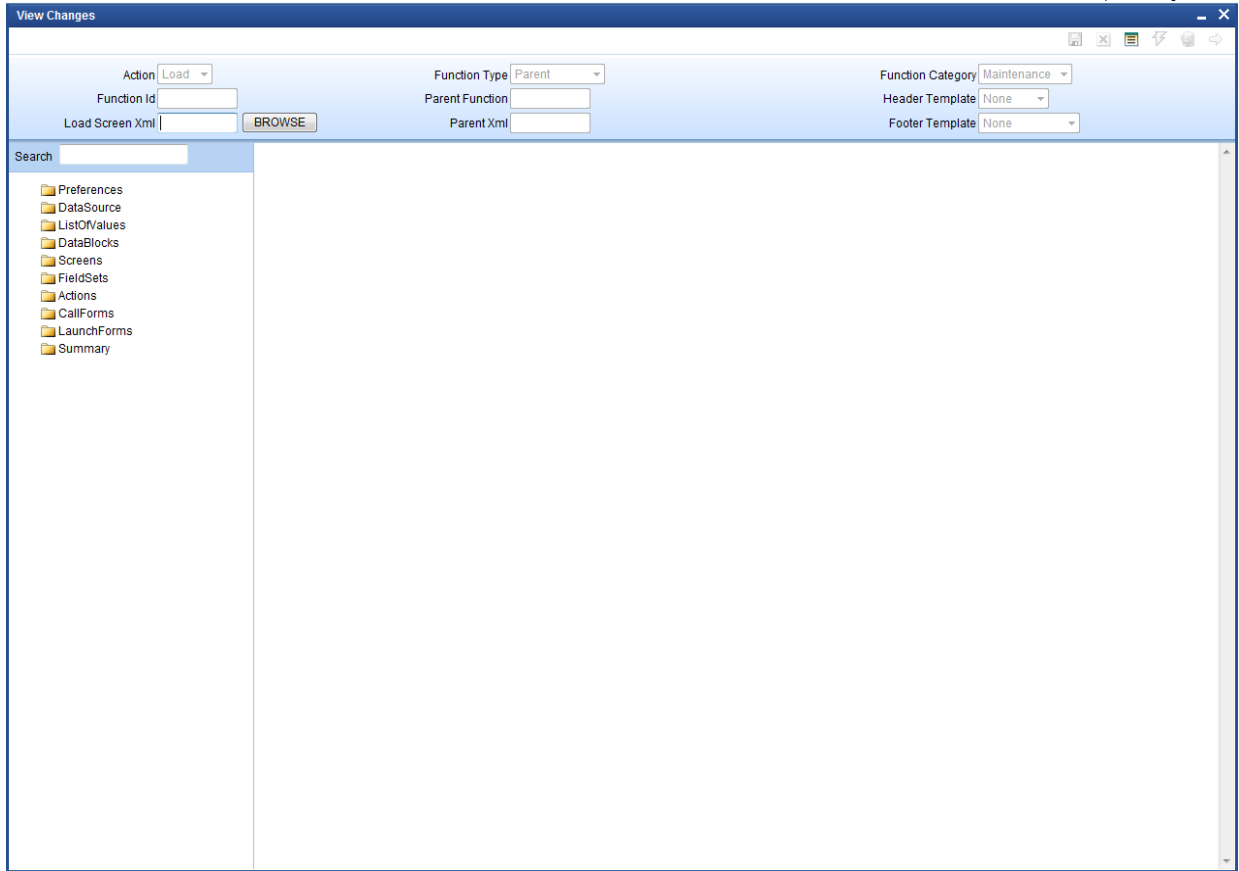 View Changes
Action Load Function Type Parent Function Category Maintenance
Function Id Parent Function Header Template None
Load Screen Xml BROWSE Parent Xml Footer Template None
Search
Preferences
DataSource
ListOfValues
DataBlocks
Screens
FieldSets
Actions
CallForms
LaunchForms
Summary